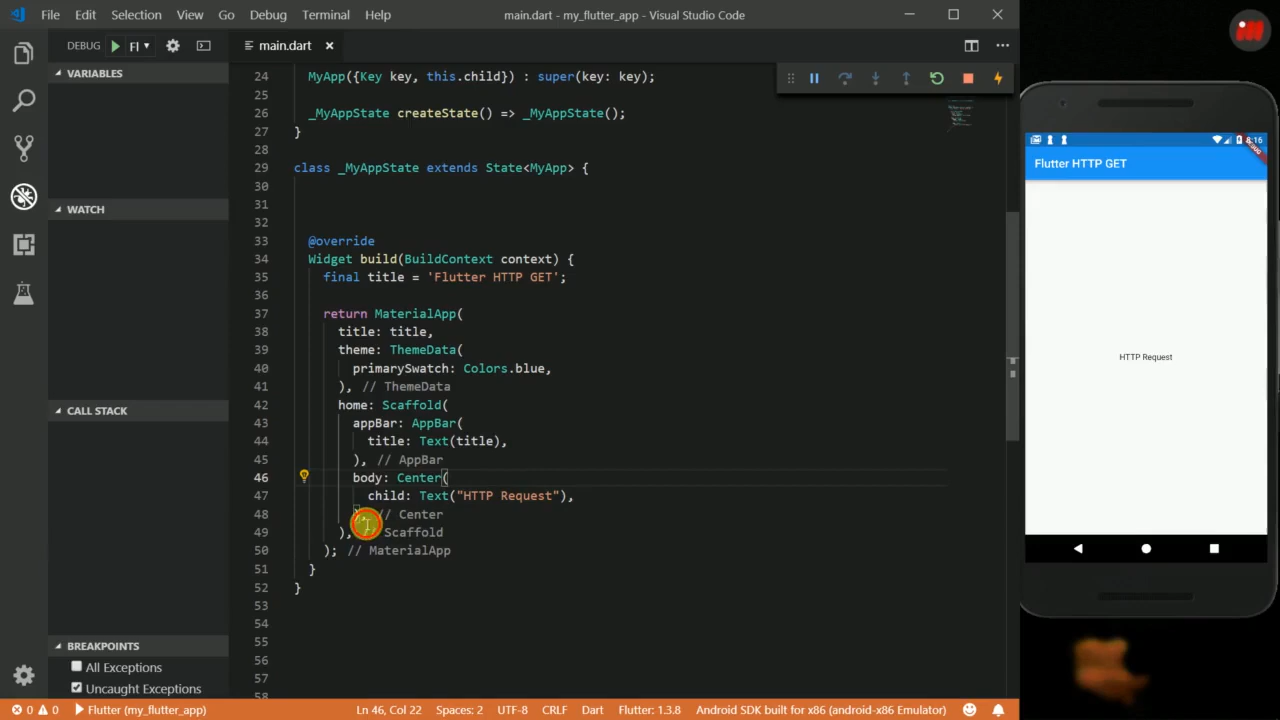 File Edit Selection View Go Debug Terminal Help
main.dart - my_flutter_app - Visual Studio Code
DEBUG Fl
main.dart
VARIABLES
WATCH
CALL STACK
BREAKPOINTS
All Exceptions
Uncaught Exceptions
24 MyApp({Key key, this.child}) : super(key: key);
25
26 _MyAppState createState() => _MyAppState();
27 }
28
29 class _MyAppState extends State<MyApp> {
30
31
32
33 @override
34 Widget build(BuildContext context) {
35 final title = 'Flutter HTTP GET';
36
37 return MaterialApp(
38 title: title,
39 theme: ThemeData(
40 primarySwatch: Colors.blue,
41 ), // ThemeData
42 home: Scaffold(
43 appBar: AppBar(
44 title: Text(title),
45 ), // AppBar
46 body: Center(
47 child: Text("HTTP Request"),
48 ), // Center
49 ), // Scaffold
50 ); // MaterialApp
51 }
52 }
53
54
55
56
57
58
8:16
DEBUG
Flutter HTTP GET
HTTP Request
0 0 Flutter (my_flutter_app) Ln 46, Col 22 Spaces: 2 UTF-8 CRLF Dart Flutter: 1.3.8 Android SDK built for x86 (android-x86 Emulator)